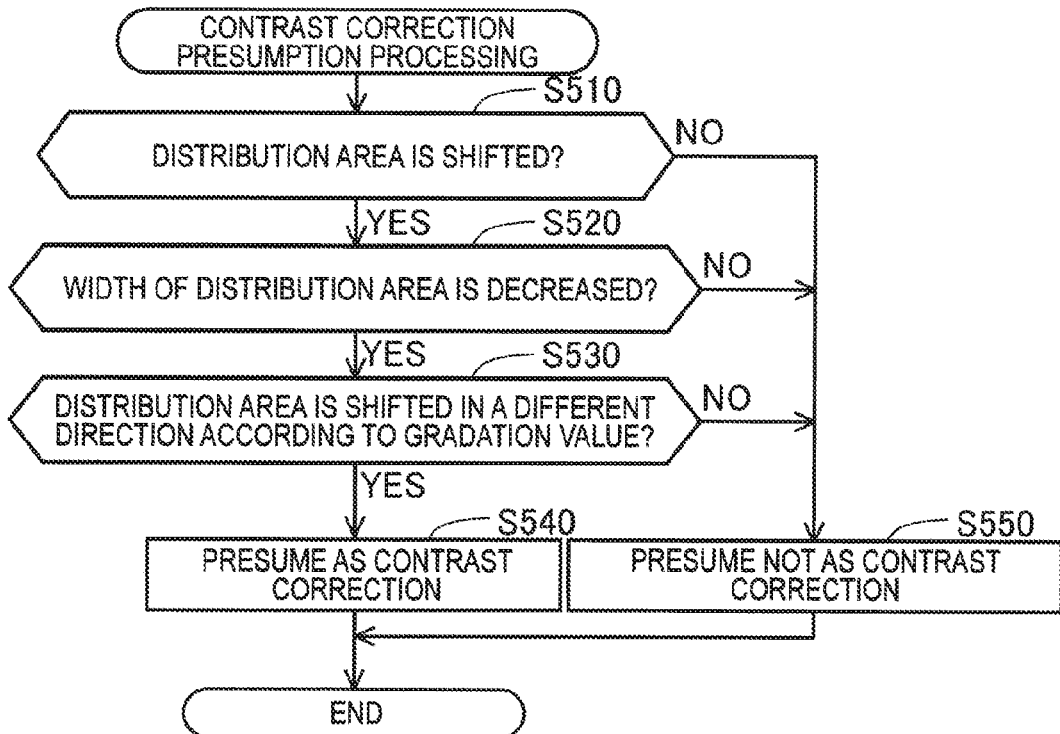 CONTRAST CORRECTION
PRESUMPTION PROCESSING
S510
DISTRIBUTION AREA IS SHIFTED?
NO
YES
S520
WIDTH OF DISTRIBUTION AREA IS DECREASED?
NO
YES
S530
DISTRIBUTION AREA IS SHIFTED IN A DIFFERENT
DIRECTION ACCORDING TO GRADATION VALUE?
NO
YES
S540
PRESUME AS CONTRAST
CORRECTION
S550
PRESUME NOT AS CONTRAST
CORRECTION
END